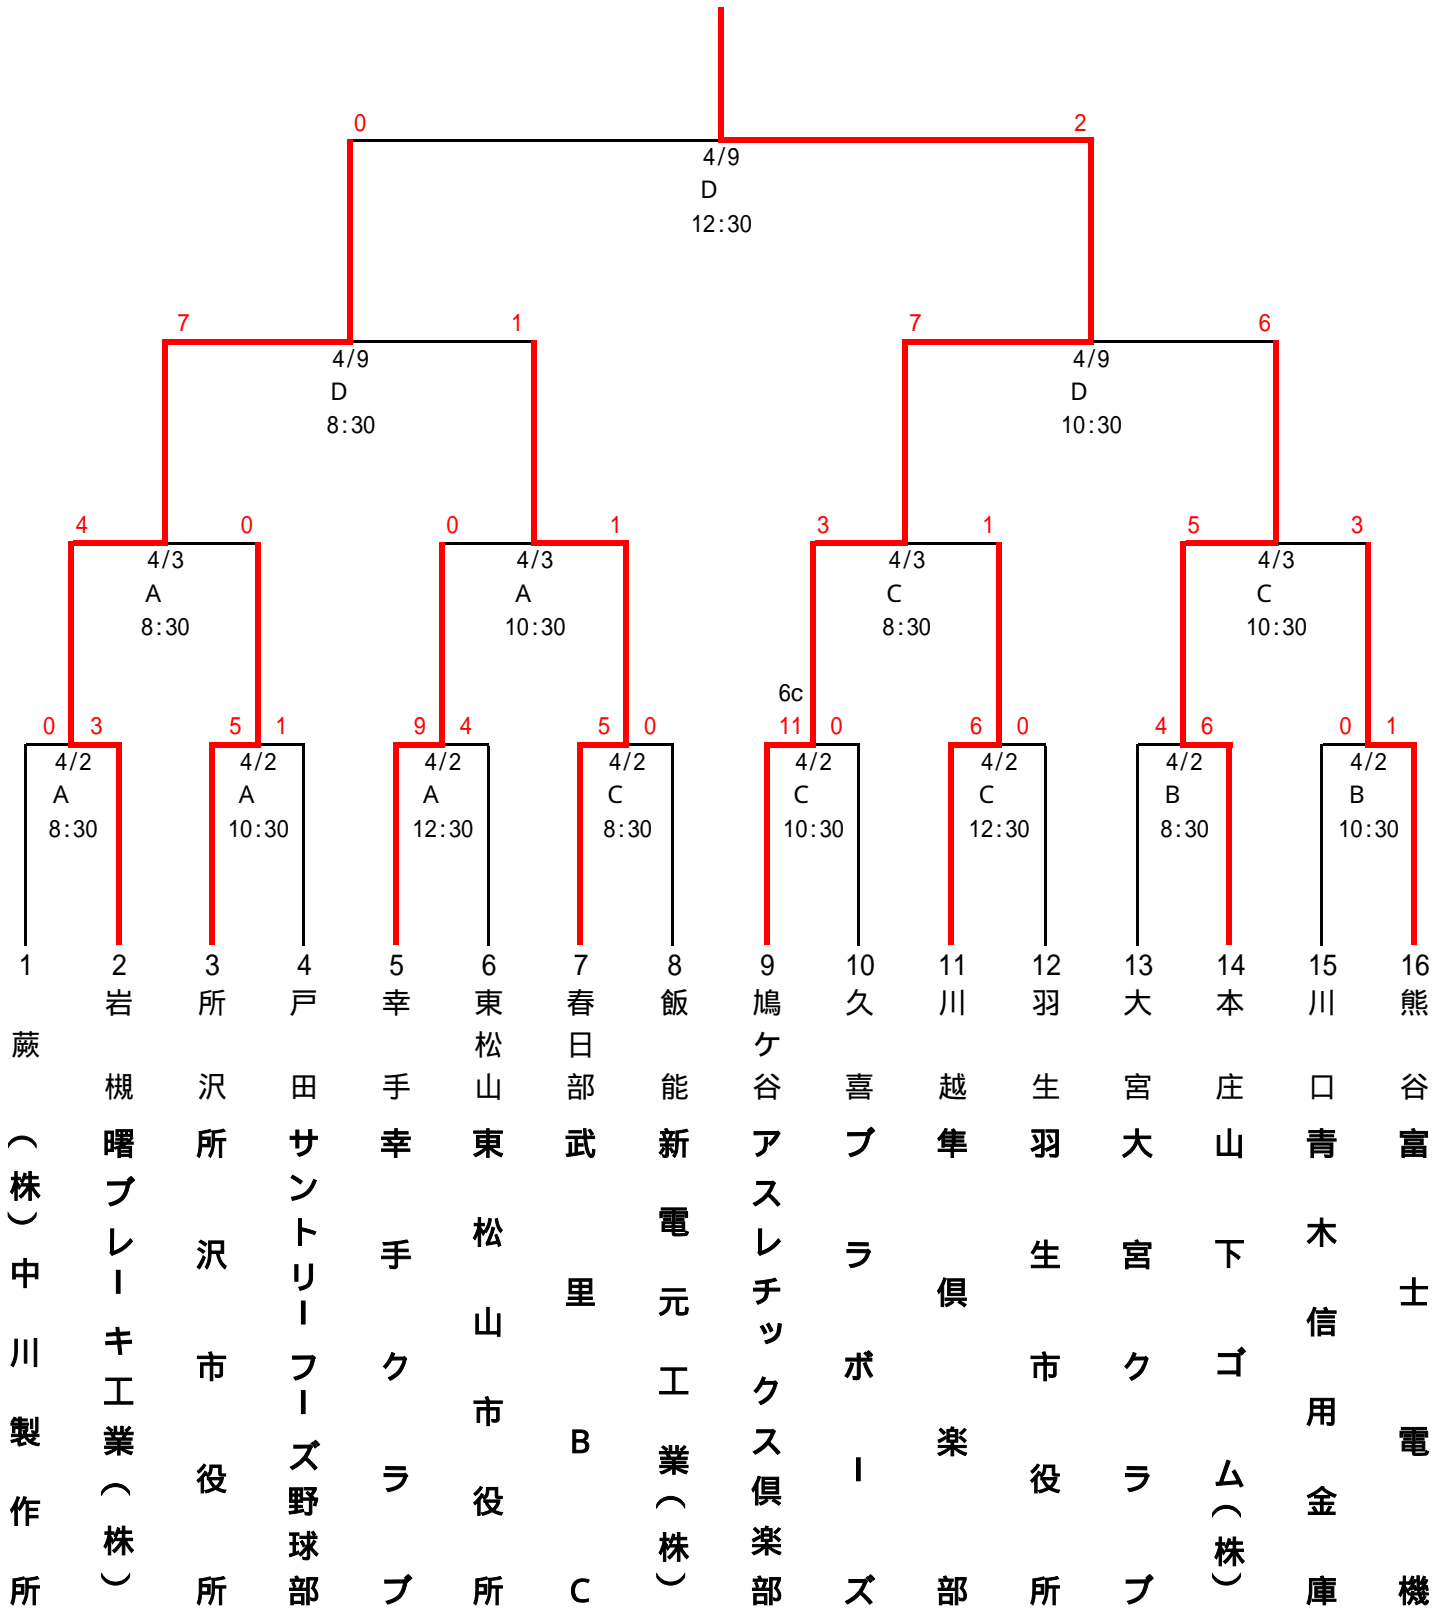 0 2
4/9
D
12:30
7 1 7 6
4/9 4/9
D D
8:30 10:30
4 0 0 1 3 1 5 3
4/3 4/3 4/3 4/3
A A C C
8:30 10:30 8:30 10:30
6c
0 3 5 1 9 4 5 0 11 0 6 0 4 6 0 1
4/2 4/2 4/2 4/2 4/2 4/2 4/2 4/2
A A A C C C B B
8:30 10:30 12:30 8:30 10:30 12:30 8:30 10:30
1 2 3 4 5 6 7 8 9 10 11 12 13 14 15 16
蕨
(株)中川製作所
岩槻
曙ブレーキ工業(株)
所沢
所沢市役所
戸田
サントリーフーズ野球部
幸手
幸手クラブ
東松山
東松山市役所
春日部
武里BC
飯能
新電元工業(株)
鳩ケ谷
アスレチックス倶楽部
久喜
ブラボーズ
川越
隼倶楽部
羽生
羽生市役所
大宮
大宮クラブ
本庄
山下ゴム(株)
川口
青木信用金庫
熊谷
富士電機